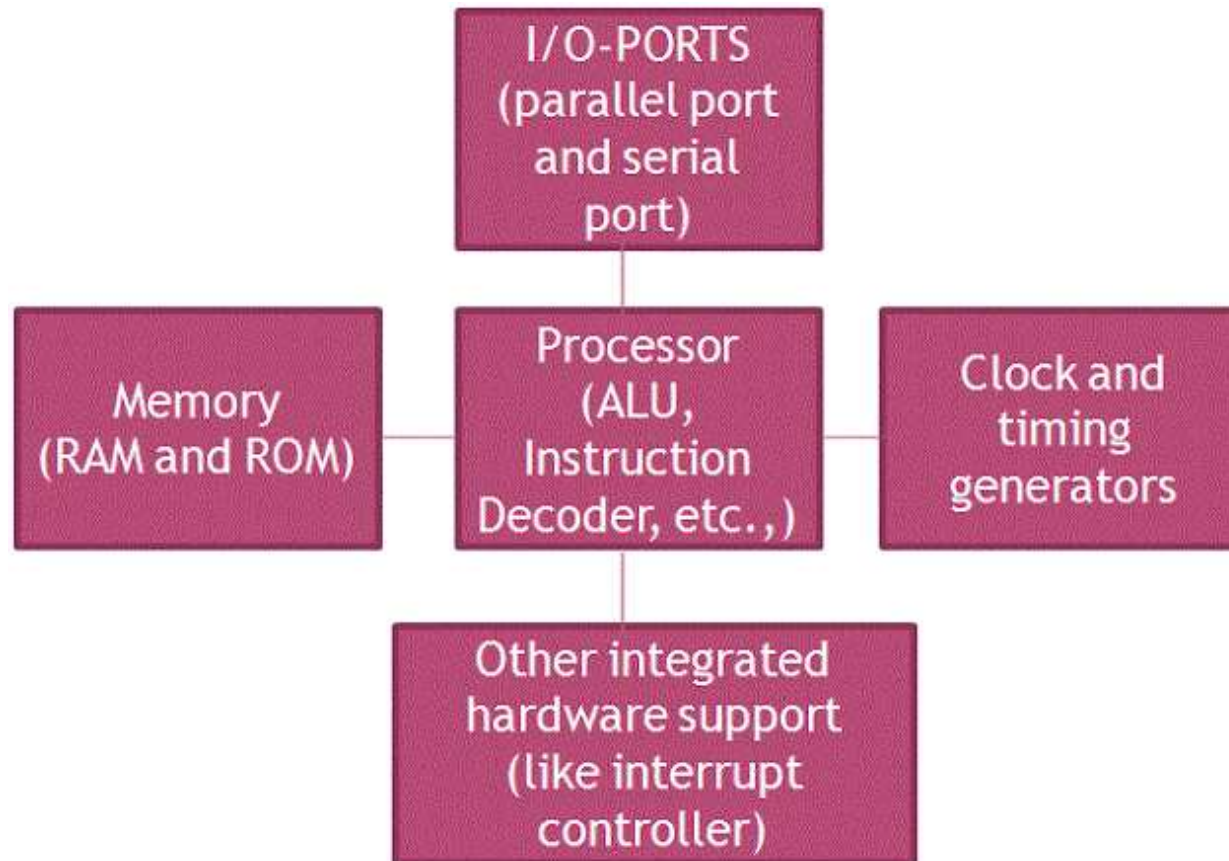 I/O-PORTS
(parallel port
and serial
port)
Memory
(RAM and ROM)
Processor
(ALU,
Instruction
Decoder, etc.,)
Clock and
timing
generators
Other integrated
hardware support
(like interrupt
controller)